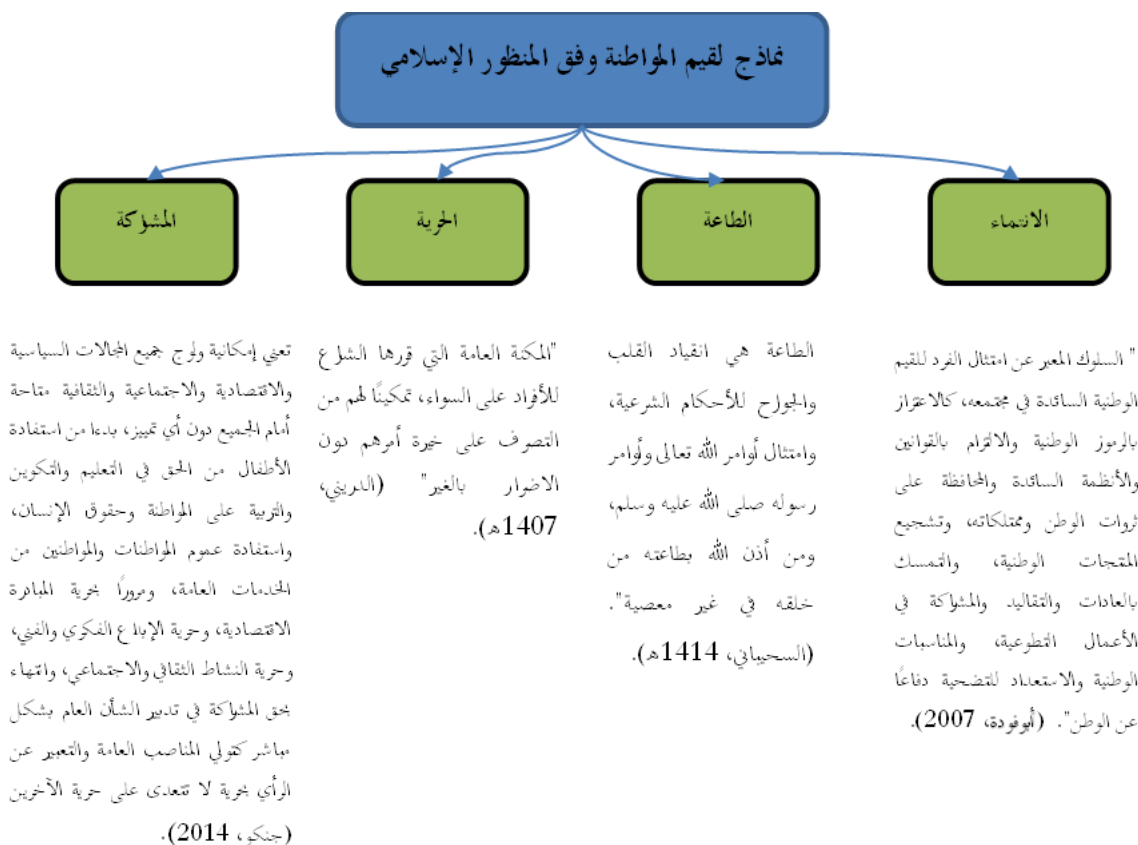 نماذج لقيم المواطنة وفق المنظور الإسلامي
الانتماء
الطاعة
الحرية
المشاركة
" السلوك المعبر عن امتثال الفرد للقيم
الوطنية السائدة في مجتمعه، كالاعتزاز
بالرموز الوطنية والالتزام بالقوانين
والأنظمة السائدة والمحافظة على
ثروات الوطن وممتلكاته، وتشجيع
المنتجات الوطنية، والتمسك
بالعادات والتقاليد والمشاركة في
الأعمال التطوعية، والمناسبات
الوطنية والاستعداد للتضحية دفاعًا
عن الوطن". (أبوفودة، 2007).
الطاعة هي انقياد القلب
والجوارح للأحكام الشرعية،
وامتثال أوامر الله تعالى وأوامر
رسوله صلى الله عليه وسلم،
ومن أذن الله بطاعته من
خلقه في غير معصية".
(السحيباني، 1414ه).
"المكنة العامة التي قررها الشارع
للأفراد على السواء، تمكينًا لهم من
التصرف على خيرة أمرهم دون
الاضرار بالغير" (الدريني،
1407ه).
تعني إمكانية ولوج جميع المجالات السياسية
والاقتصادية والاجتماعية والثقافية متاحة
أمام الجميع دون أي تمييز، بدءا من استفادة
الأطفال من الحق في التعليم والتكوين
والتربية على المواطنة وحقوق الإنسان،
واستفادة عموم المواطنات والمواطنين من
الخدمات العامة، ومرورًا بحرية المبادرة
الاقتصادية، وحرية الإبداع الفكري والفني،
وحرية النشاط الثقافي والاجتماعي، وانتهاء
بحق المشاركة في تدبير الشأن العام بشكل
مباشر كتولي المناصب العامة والتعبير عن
الرأي بحرية لا تتعدى على حرية الآخرين
(جنكو، 2014).